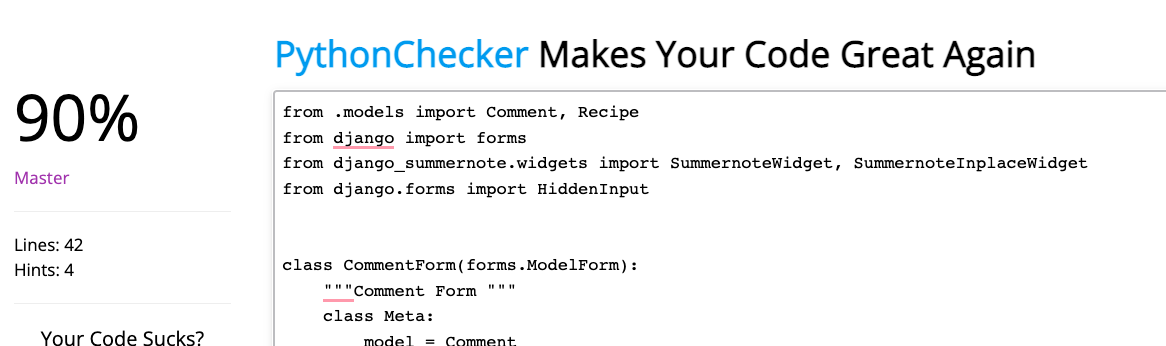 PythonChecker Makes Your Code Great Again
90%
Master
Lines: 42
Hints: 4
Your Code Sucks?
from .models import Comment, Recipe
from django import forms
from django_summernote.widgets import SummernoteWidget, SummernoteInplaceWidget
from django.forms import HiddenInput
class CommentForm(forms.ModelForm):
"""Comment Form """
class Meta:
model = Comment